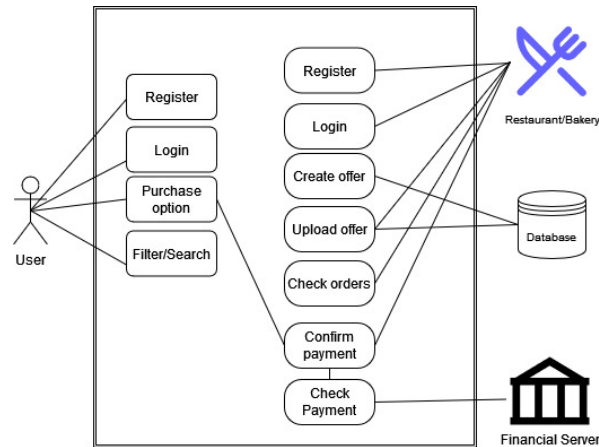 Register
Login
Purchase
option
Filter/Search
User
Register
Login
Create offer
Upload offer
Check orders
Confirm
payment
Check
Payment
Restaurant/Bakery
Database
Financial Server